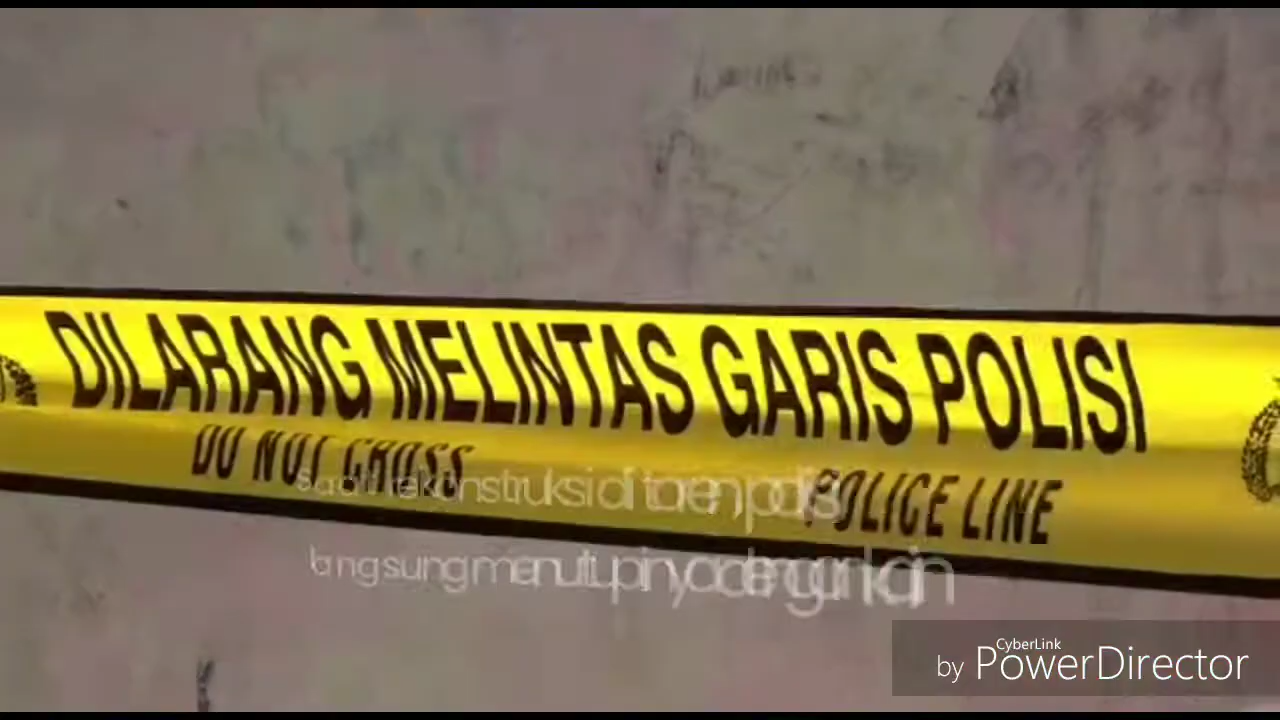 DILARANG MELINTAS GARIS POLISI
DO NOT CROSS POLICE LINE
Saat rekonstruksi di toren, polisi
langsung menutupinya dengan kain
CyberLink
by PowerDirector